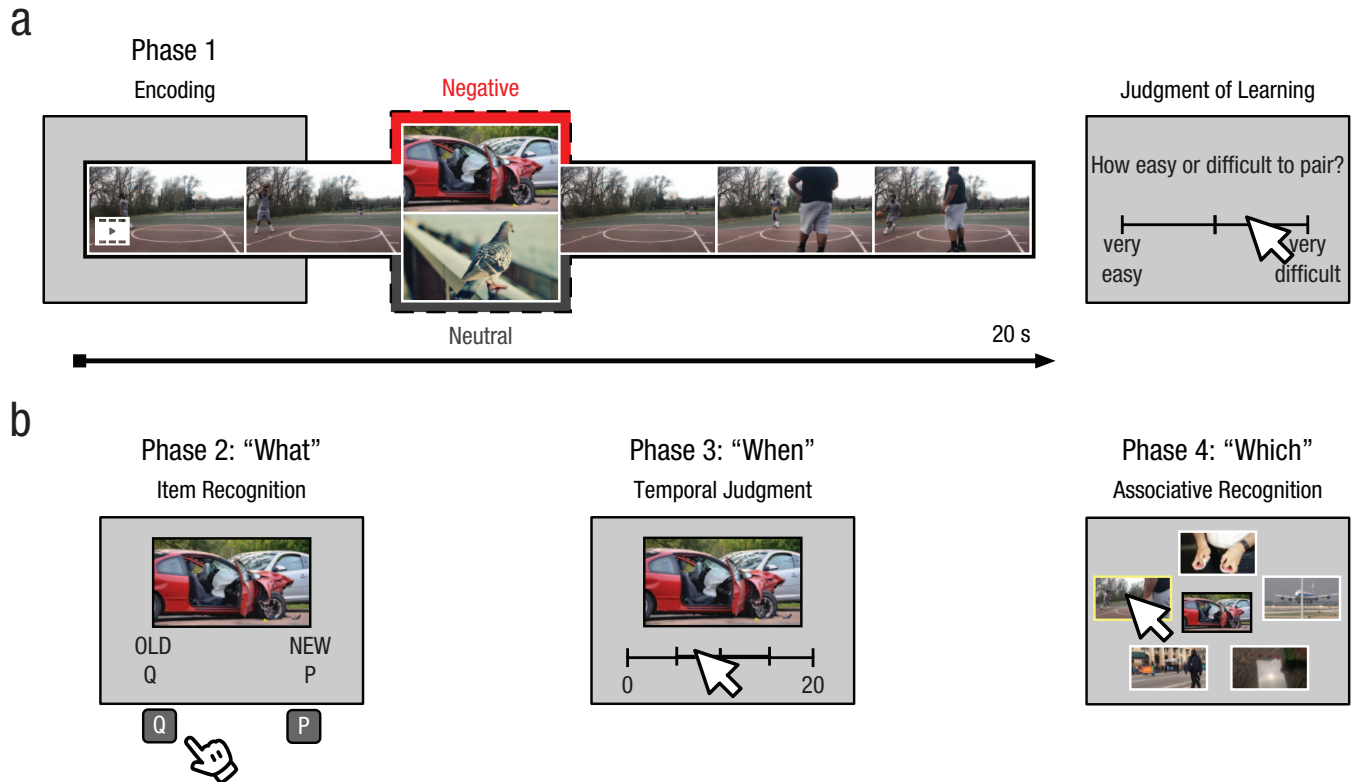 a
Phase 1
Encoding
Negative
Judgment of Learning
How easy or difficult to pair?
very
easy
very
difficult
Neutral
20 s
b
Phase 2: “What”
Item Recognition
OLD
NEW
Q
P
Q
P
Phase 3: “When”
Temporal Judgment
0
20
Phase 4: “Which”
Associative Recognition